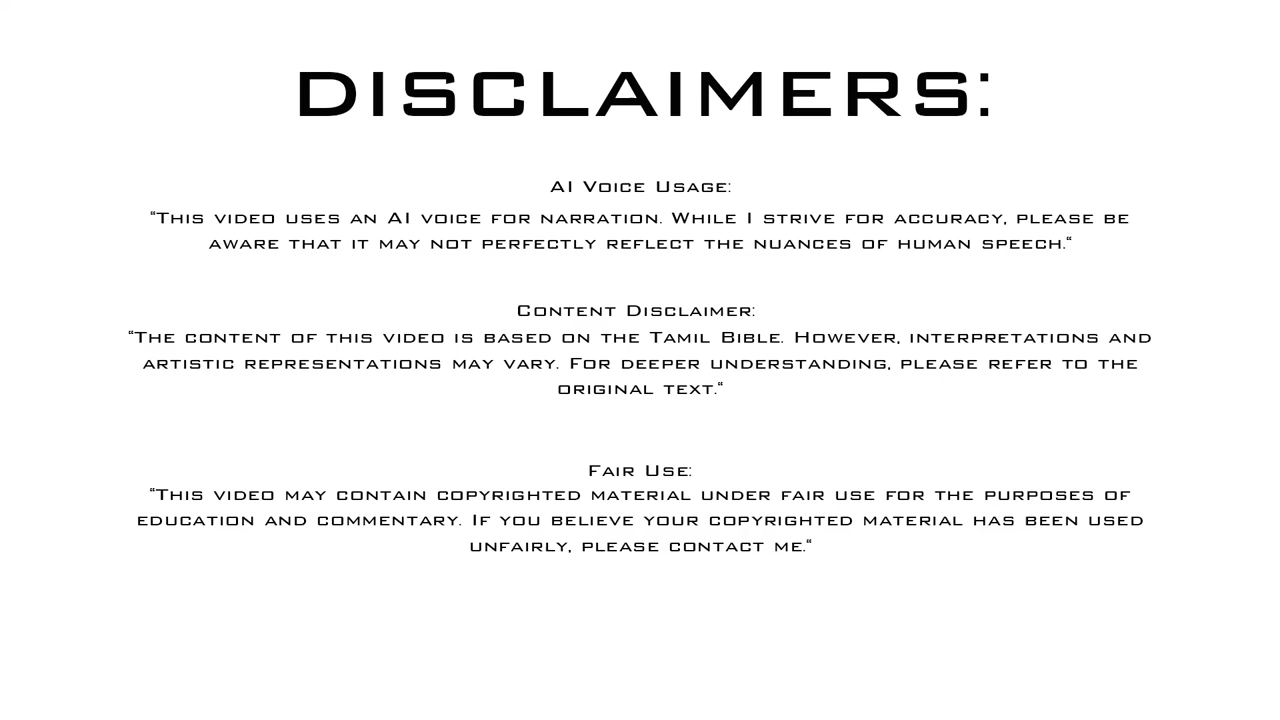 DISCLAIMERS:
AI Voice Usage:
“This video uses an AI voice for narration. While I strive for accuracy, please be
aware that it may not perfectly reflect the nuances of human speech.“
Content Disclaimer:
“The content of this video is based on the Tamil Bible. However, interpretations and
artistic representations may vary. For deeper understanding, please refer to the
original text.“
Fair Use:
“This video may contain copyrighted material under fair use for the purposes of
education and commentary. If you believe your copyrighted material has been used
unfairly, please contact me.“